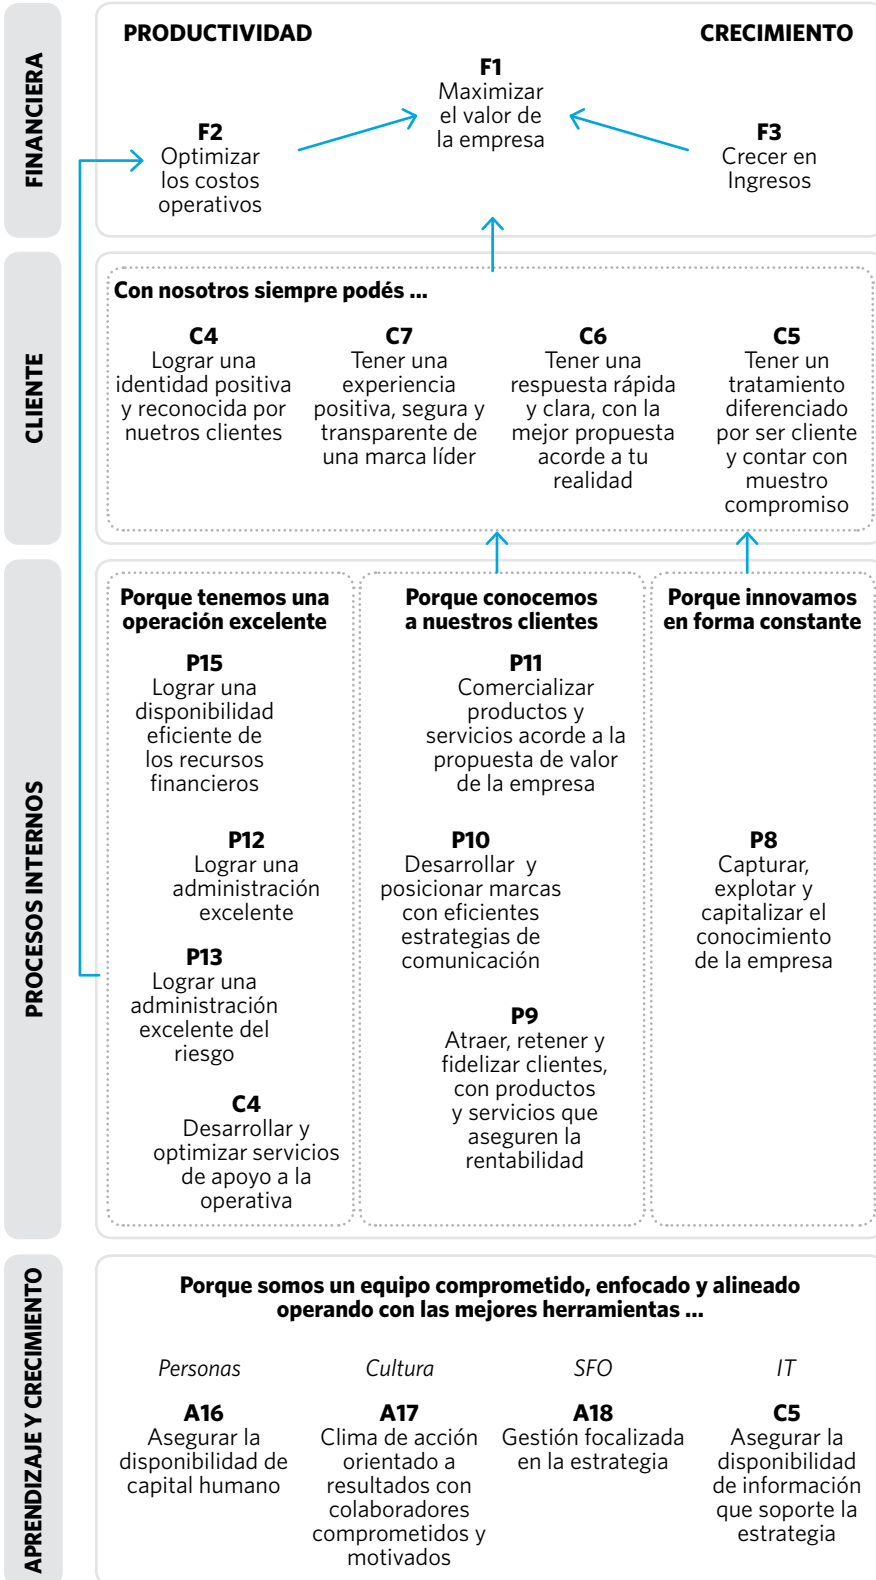 FINANCIERA
PRODUCTIVIDAD
CRECIMIENTO
F1
Maximizar
el valor de
la empresa
F2
Optimizar
los costos
operativos
F3
Crecer en
Ingresos
CLIENTE
Con nosotros siempre podés ...
C4
Lograr una
identidad positiva
y reconocida por
nuetros clientes
C7
Tener una
experiencia
positiva, segura y
transparente de
una marca líder
C6
Tener una
respuesta rápida
y clara, con la
mejor propuesta
acorde a tu
realidad
C5
Tener un
tratamiento
diferenciado
por ser cliente
y contar con
muestro
compromiso
PROCESOS INTERNOS
Porque tenemos una
operación excelente
P15
Lograr una
disponibilidad
eficiente de
los recursos
financieros
P12
Lograr una
administración
excelente
P13
Lograr una
administración
excelente del
riesgo
C4
Desarrollar y
optimizar servicios
de apoyo a la
operativa
Porque conocemos
a nuestros clientes
P11
Comercializar
productos y
servicios acorde a la
propuesta de valor
de la empresa
P10
Desarrollar y
posicionar marcas
con eficientes
estrategias de
comunicación
P9
Atraer, retener y
fidelizar clientes,
con productos
y servicios que
aseguren la
rentabilidad
Porque innovamos
en forma constante
P8
Capturar,
explotar y
capitalizar el
conocimiento
de la empresa
APRENDIZAJE Y CRECIMIENTO
Porque somos un equipo comprometido, enfocado y alineado
operando con las mejores herramientas ...
Personas
A16
Asegurar la
disponibilidad de
capital humano
Cultura
A17
Clima de acción
orientado a
resultados con
colaboradores
comprometidos y
motivados
SFO
A18
Gestión focalizada
en la estrategia
IT
C5
Asegurar la
disponibilidad
de información
que soporte la
estrategia